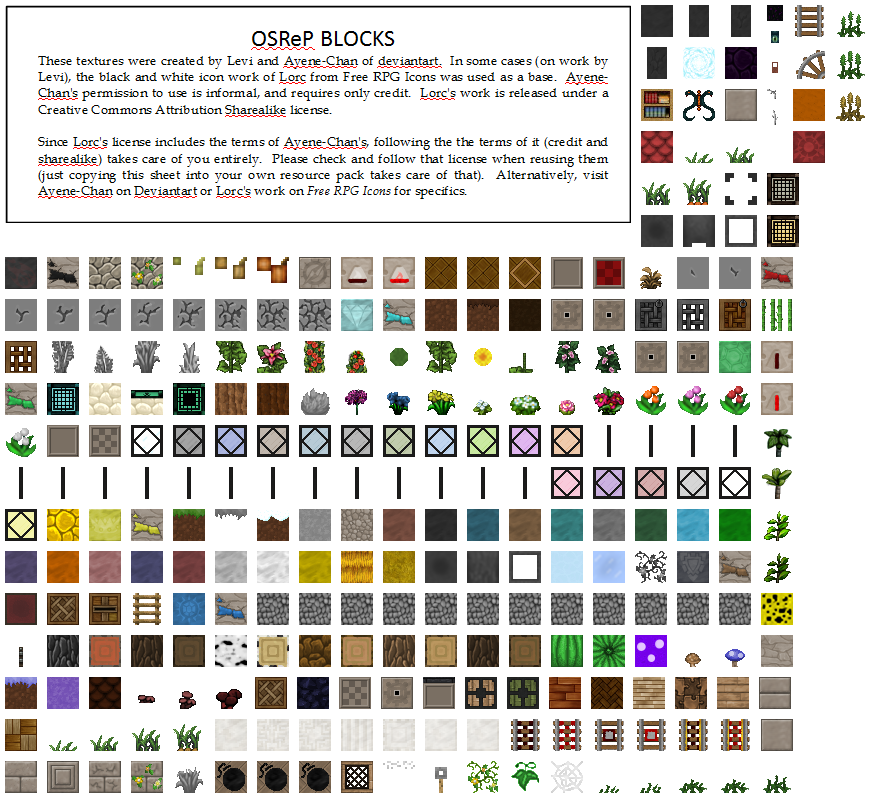 OSReP BLOCKS
These textures were created by Levi and Ayene-Chan of deviantart.  In some cases (on work by
Levi), the black and white icon work of Lorc from Free RPG Icons was used as a base.  Ayene-
Chan's permission to use is informal, and requires only credit.  Lorc's work is released under a
Creative Commons Attribution Sharealike license.
Since Lorc's license includes the terms of Ayene-Chan's, following the the terms of it (credit and
sharealike) takes care of you entirely.  Please check and follow that license when reusing them
(just copying this sheet into your own resource pack takes care of that).  Alternatively, visit
Ayene-Chan on Deviantart or Lorc's work on Free RPG Icons for specifics.